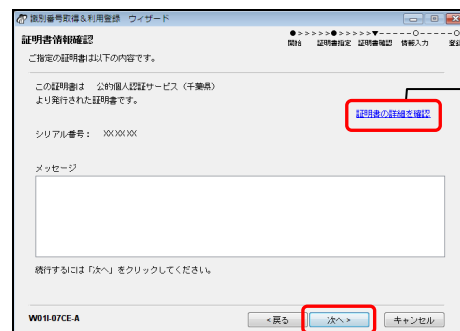 識別番号取得&利用登録 ウィザード
証明書情報確認
●>>>>>●>>>>>▼-----○-----○
開始 証明書指定 証明書確認 情報入力
ご指定の証明書は以下の内容です。
この証明書は 公的個人認証サービス（千葉県）
より発行された証明書です。
証明書の詳細を確認
シリアル番号： XXXXXXX
メッセージ
続行するには「次へ」をクリックしてください。
W01I-07CE-A
<戻る
次へ>
キャンセル